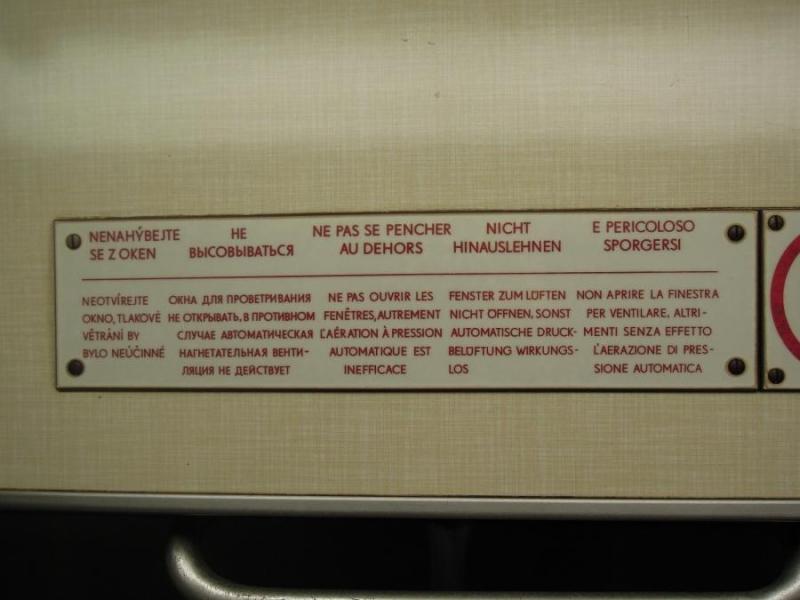 NENAHÝBEJTE
SE Z OKEN
НЕ
ВЫСОВЫВАТЬСЯ
NE PAS SE PENCHER
AU DEHORS
NICHT
HINAUSLEHNEN
E PERICOLOSO
SPORGERSI
NEOTVÍREJTE
OKNO, TLAKOVÉ
VĚTRÁNÍ BY
BYLO NEÚČINNÉ
ОКНА ДЛЯ ПРОВЕТРИВАНИЯ
НЕ ОТКРЫВАТЬ, В ПРОТИВНОМ
СЛУЧАЕ АВТОМАТИЧЕСКАЯ
НАГНЕТАТЕЛЬНАЯ ВЕНТИ-
ЛЯЦИЯ НЕ ДЕЙСТВУЕТ
NE PAS OUVRIR LES
FENÊTRES, AUTREMENT
L'AÉRATION À PRESSION
AUTOMATIQUE EST
INEFFICACE
FENSTER ZUM LÜFTEN
NICHT ÖFFNEN, SONST
AUTOMATISCHE DRUCK-
BELÜFTUNG WIRKUNGS-
LOS
NON APRIRE LA FINESTRA
PER VENTILARE, ALTRI-
MENTI SENZA EFFETTO
L'AERAZIONE DI PRES-
SIONE AUTOMATICA